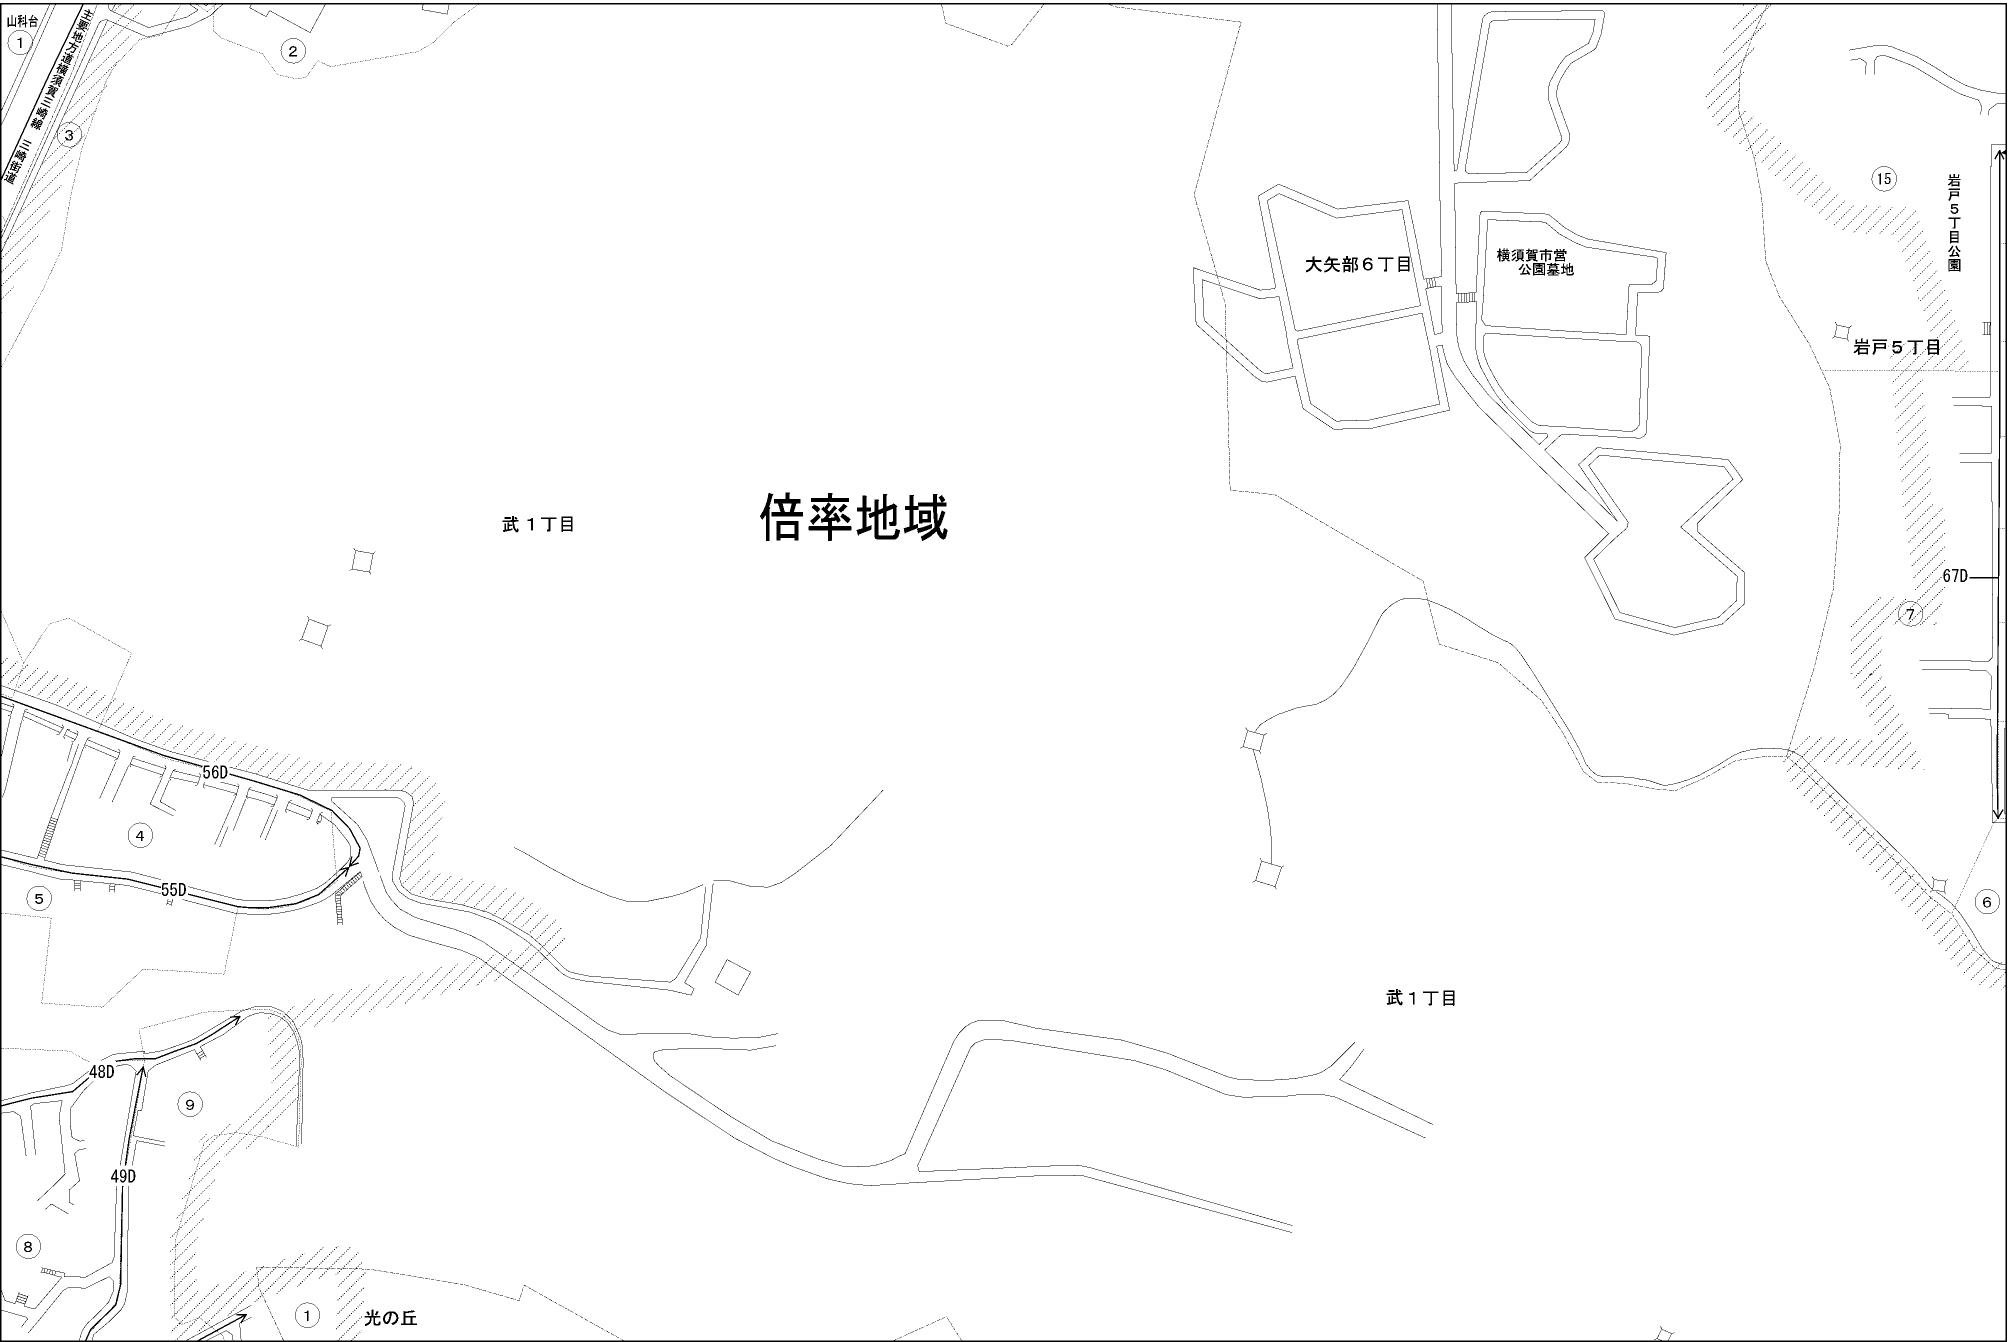 山科台
1
主要地方道横須賀三崎線 三崎街道
2
3
15
岩戸5丁目公園
大矢部6丁目
横須賀市営
公園墓地
岩戸5丁目
倍率地域
武1丁目
67D
7
56D
4
55D
5
6
武1丁目
48D
9
49D
8
1
光の丘